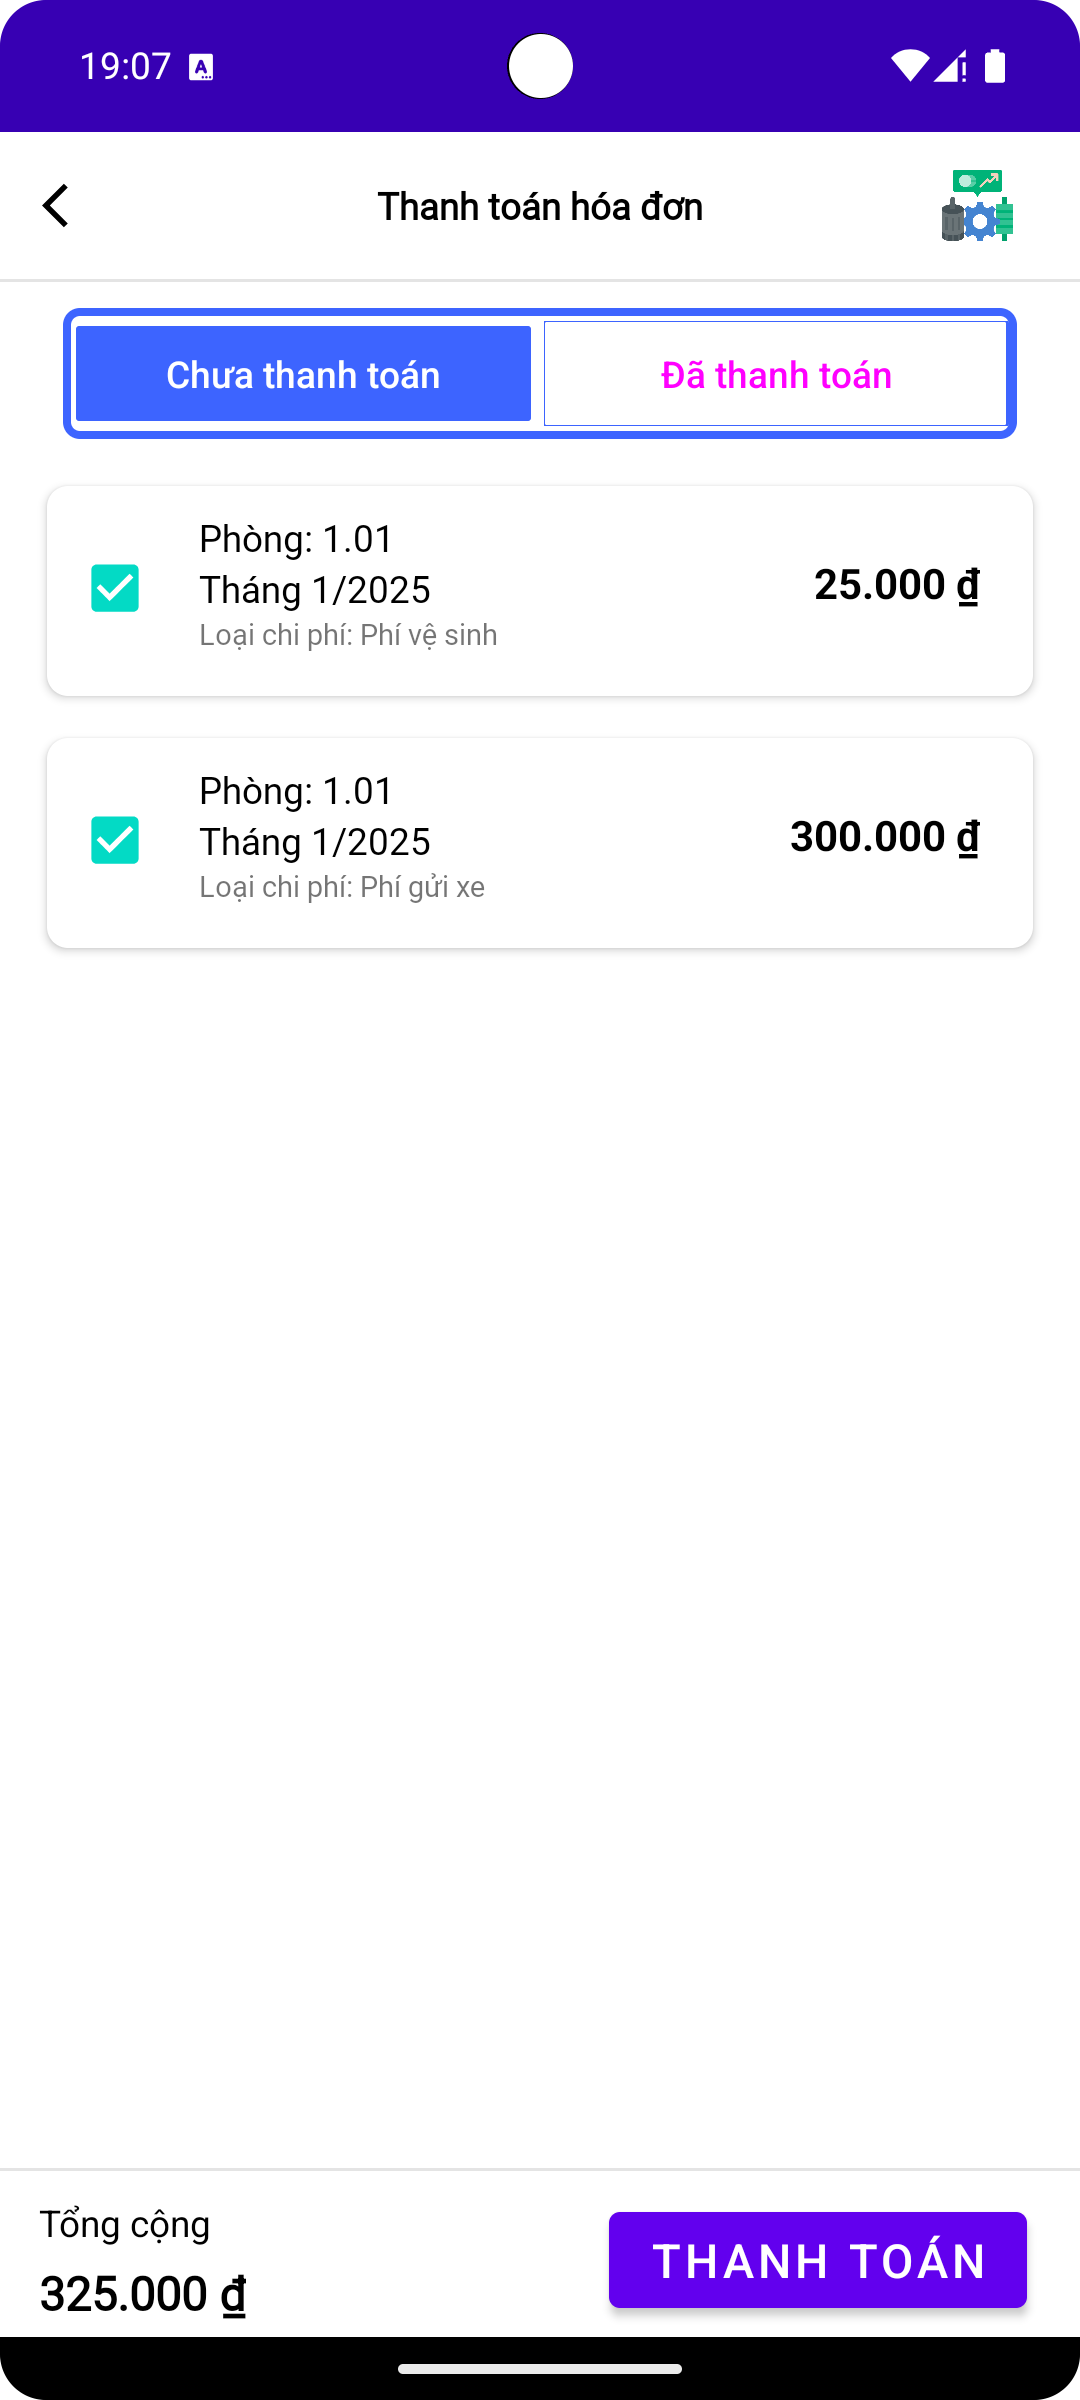 19:07
Thanh toán hóa đơn
Chưa thanh toán
Đã thanh toán
Phòng: 1.01
Tháng 1/2025
Loại chi phí: Phí vệ sinh
25.000 ₫
Phòng: 1.01
Tháng 1/2025
Loại chi phí: Phí gửi xe
300.000 ₫
Tổng cộng
325.000 ₫
THANH TOÁN